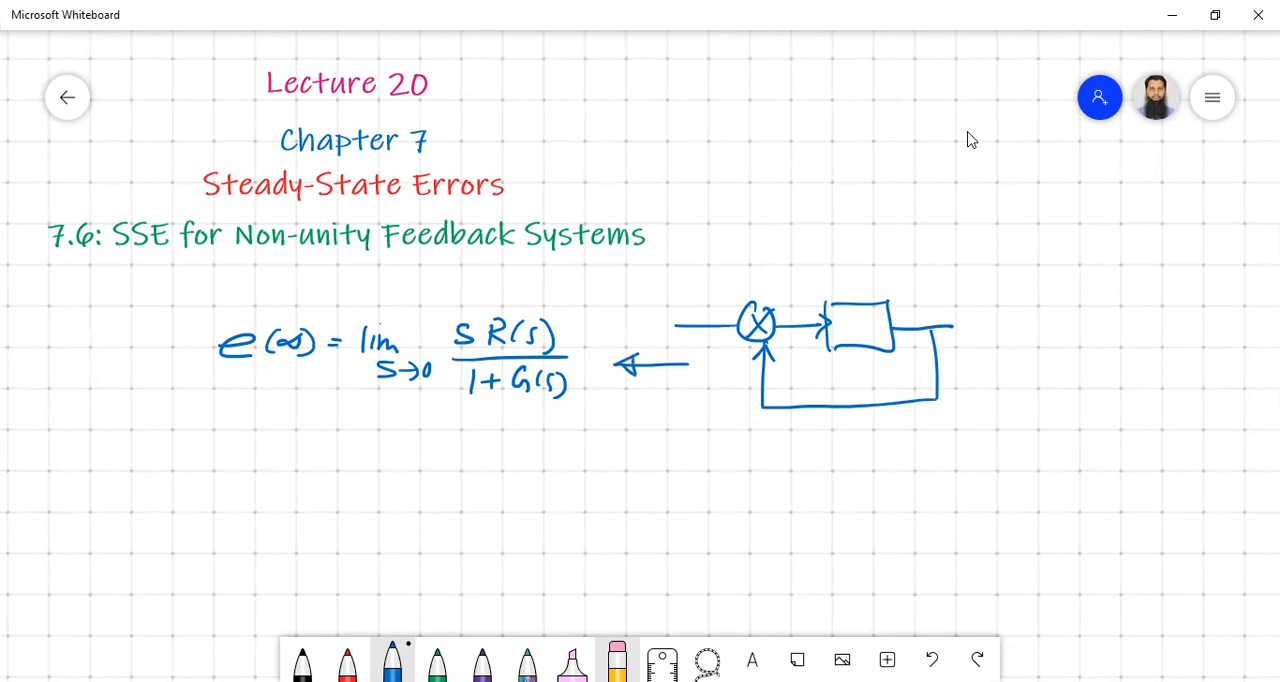 Microsoft Whiteboard
Lecture 20
Chapter 7
Steady-State Errors
7.6: SSE for Non-unity Feedback Systems
e(∞) = lim s→0 SR(s) / 1+G(s)
A